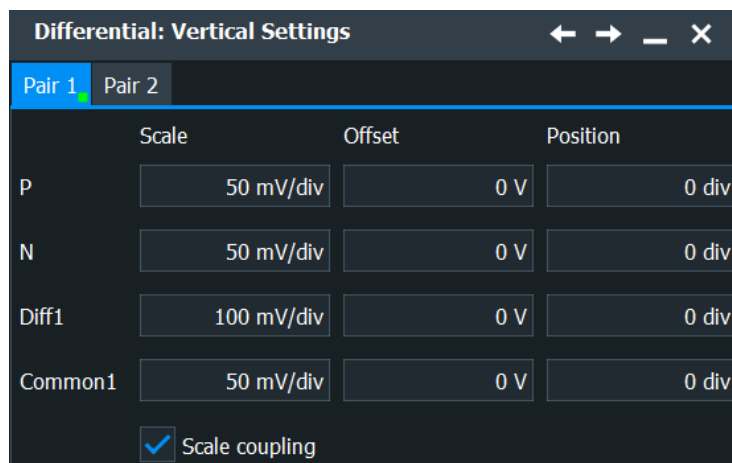 Differential: Vertical Settings
Pair 1 Pair 2
Scale Offset Position
P 50 mV/div 0 V 0 div
N 50 mV/div 0 V 0 div
Diff1 100 mV/div 0 V 0 div
Common1 50 mV/div 0 V 0 div
Scale coupling